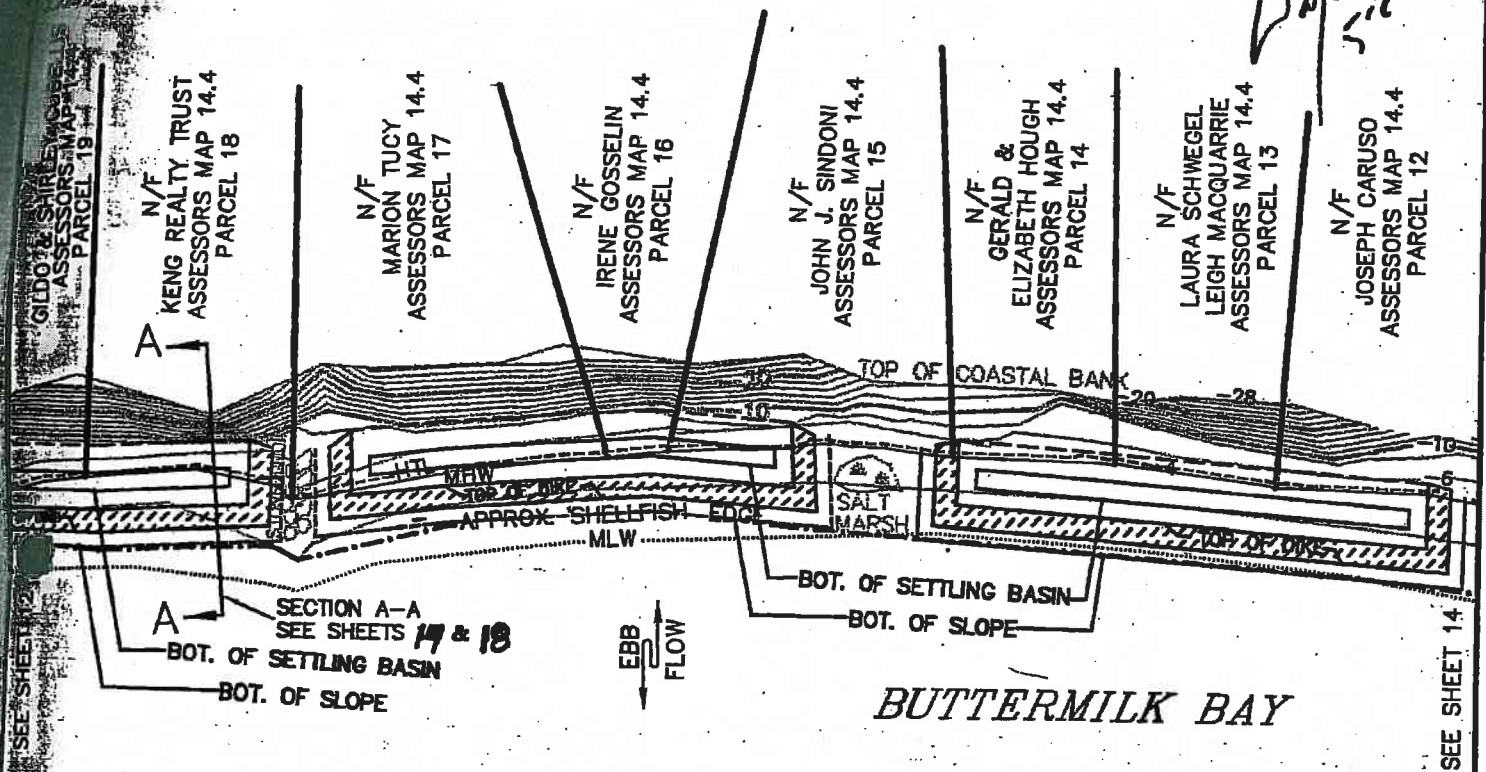 GILDO & SHIRLE
ASSESSORS MAP 14
PARCEL 19
N/F
KENG REALTY TRUST
ASSESSORS MAP 14.4
PARCEL 18
N/F
MARION TUCY
ASSESSORS MAP 14.4
PARCEL 17
N/F
IRENE GOSSELIN
ASSESSORS MAP 14.4
PARCEL 16
N/F
JOHN J. SINDONI
ASSESSORS MAP 14.4
PARCEL 15
N/F
GERALD &
ELIZABETH HOUGH
ASSESSORS MAP 14.4
PARCEL 14
N/F
LAURA SCHWEGEL
LEIGH MACQUARRIE
ASSESSORS MAP 14.4
PARCEL 13
N/F
JOSEPH CARUSO
ASSESSORS MAP 14.4
PARCEL 12
A
TOP OF COASTAL BANK
30
20
28
10
10
HTL
MHW
4
6
TOP OF DIKE
SALT
MARSH
APPROX. SHELLFISH EDGE
TOP OF DIKE
MLW
A
SECTION A-A
SEE SHEETS 17 & 18
BOT. OF SETTLING BASIN
BOT. OF SLOPE
EBB
FLOW
BOT. OF SETTLING BASIN
BOT. OF SLOPE
BUTTERMILK BAY
SEE SHEET 12
SEE SHEET 14